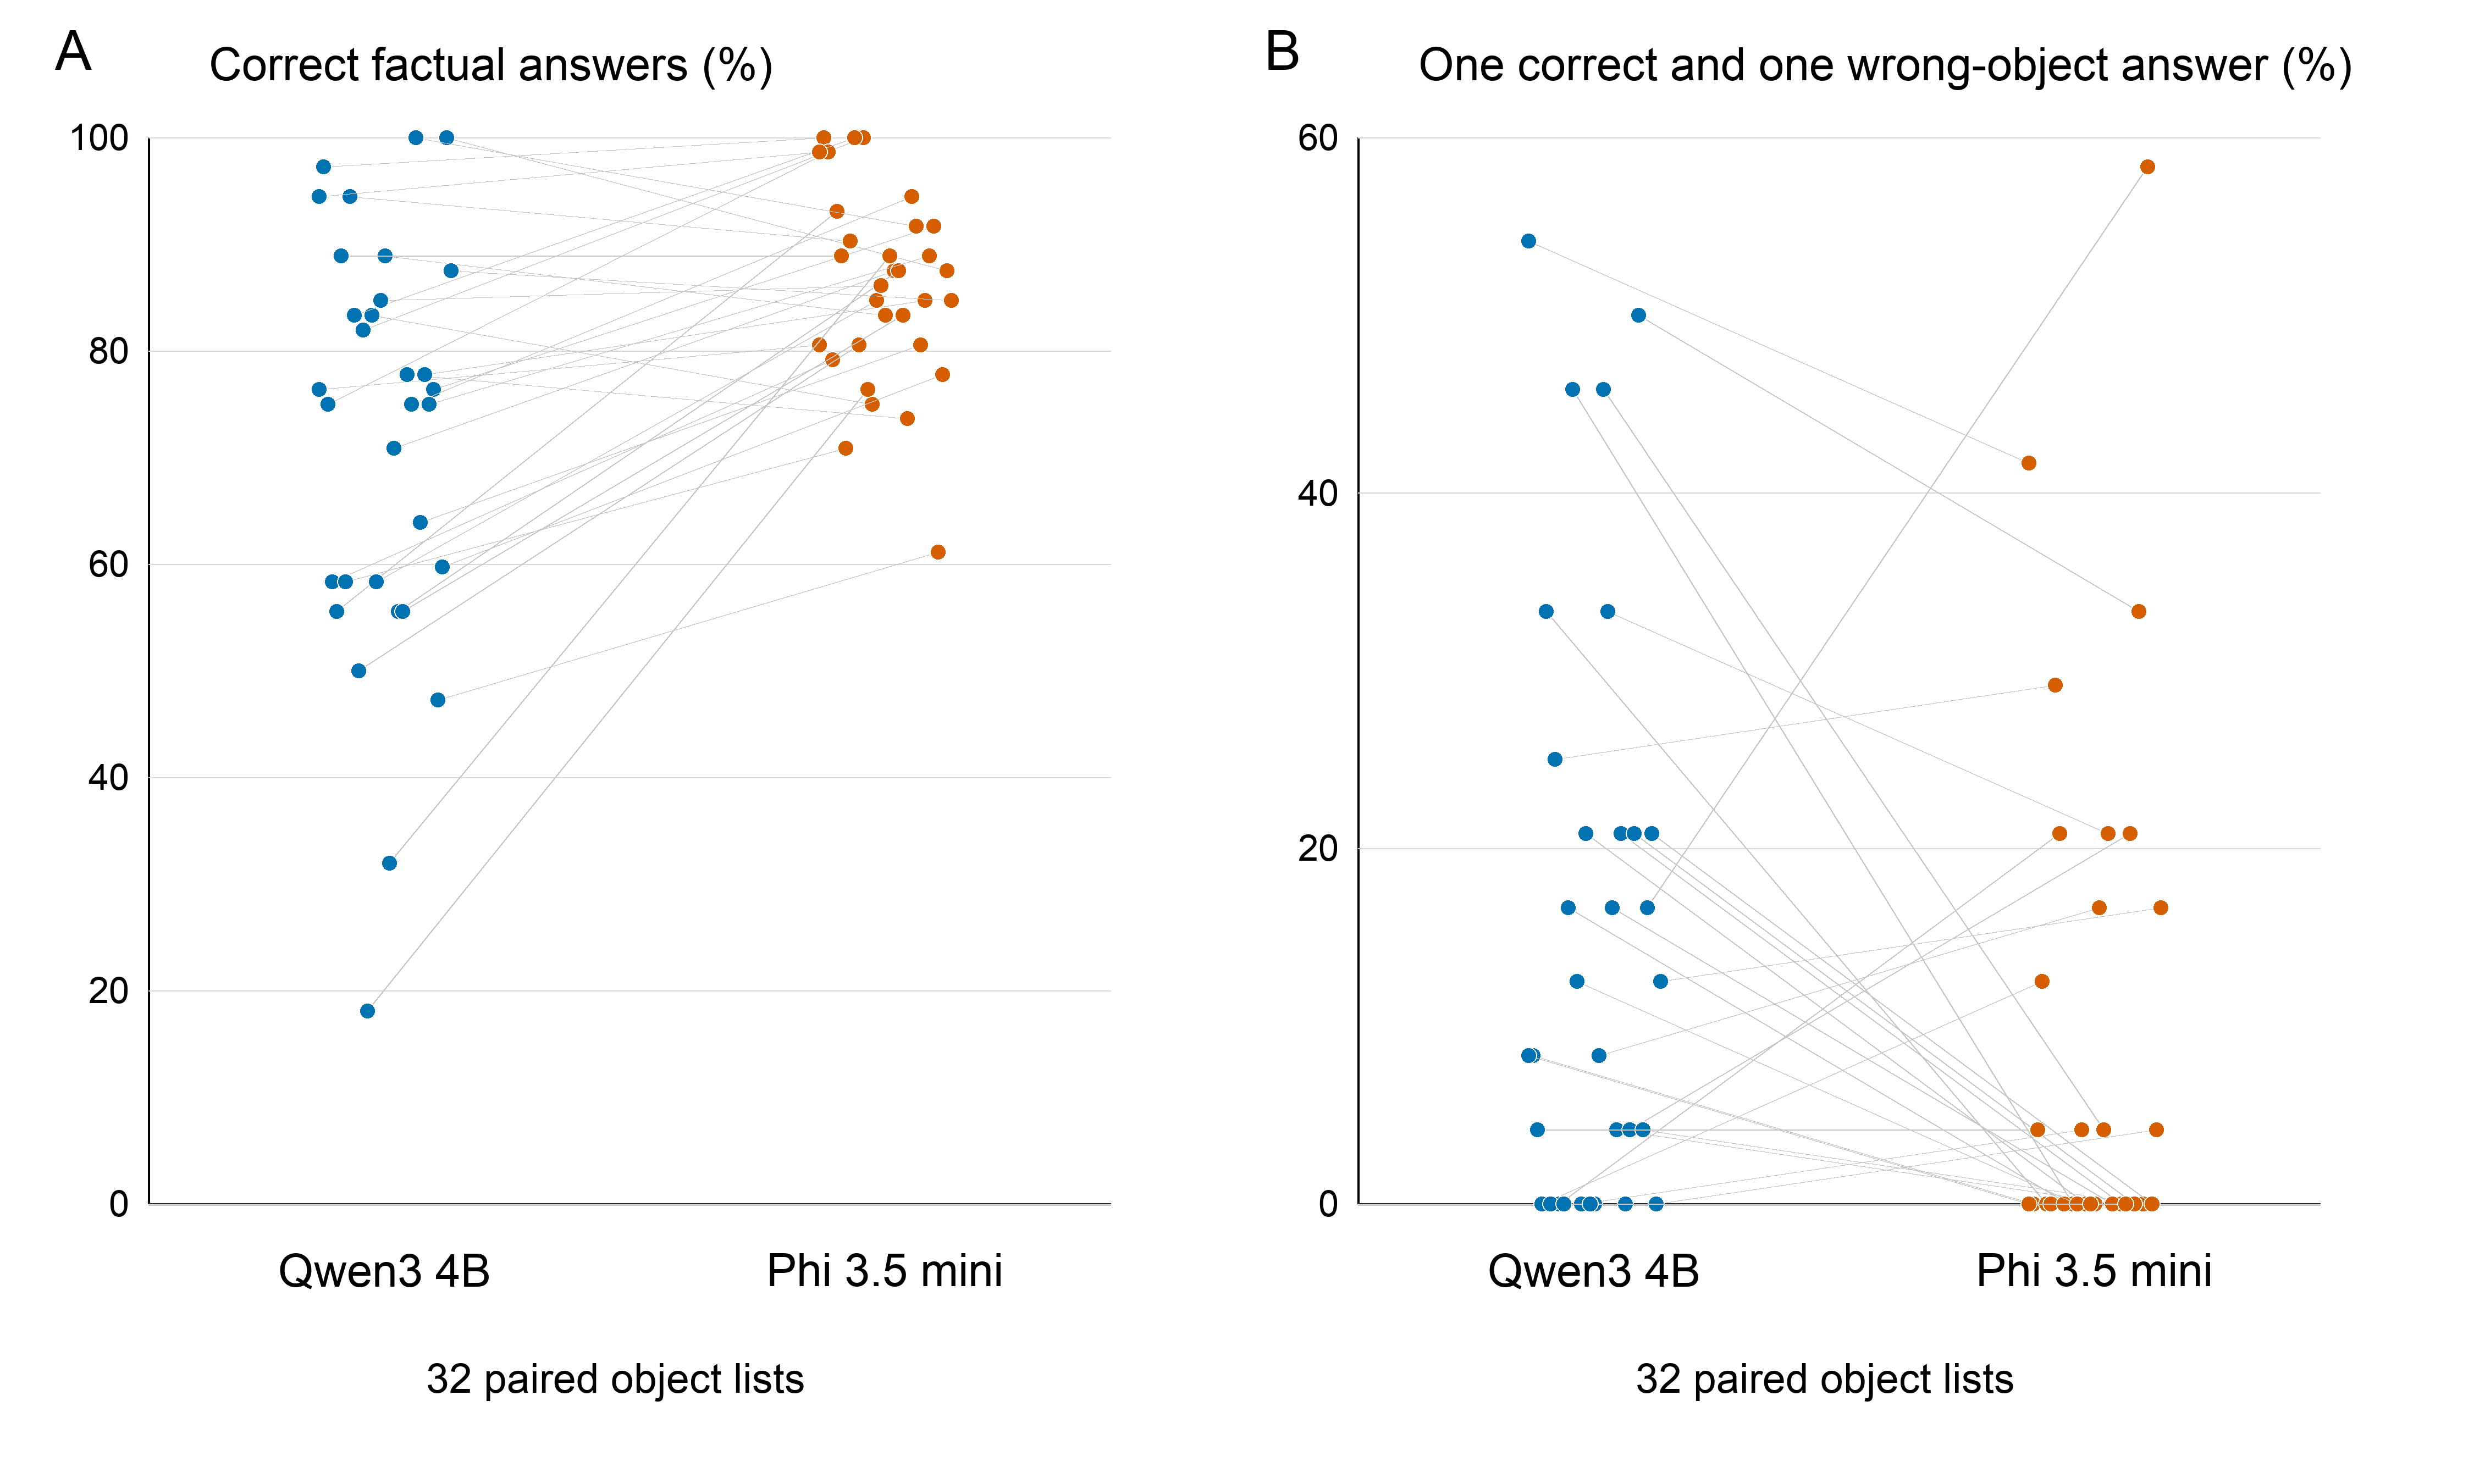 A
Correct factual answers (%)
100
80
60
40
20
0
Qwen3 4B
Phi 3.5 mini
32 paired object lists
B
One correct and one wrong-object answer (%)
60
40
20
0
Qwen3 4B
Phi 3.5 mini
32 paired object lists